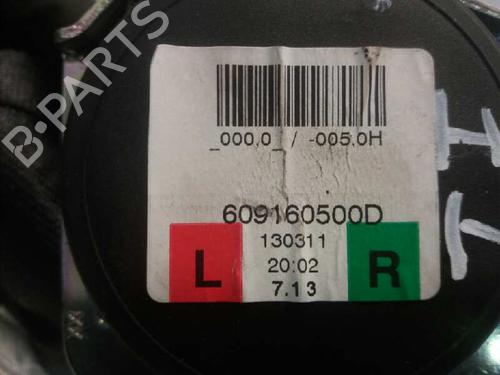 B-PARTS
_000,0_ / -005,0H
609160500D
130311
20:02
7.13
L
R